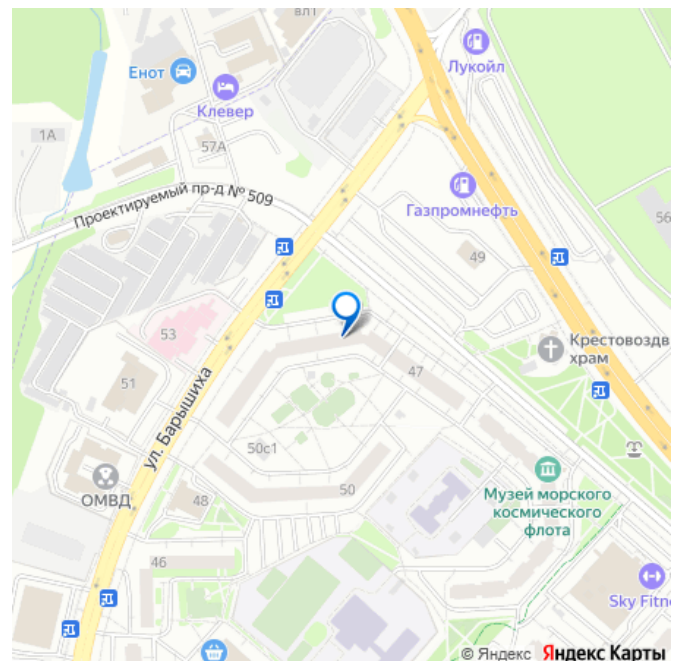 вл1
Енот
Лукойл
Клевер
1А
57А
Проектируемый пр-д № 509
Газпромнефть
56
49
53
Крестовоздв
храм
47
51
ул. Барышиха
50с1
50
ОМВД
48
Музей морского
космического
флота
46
Sky Fitne
© Яндекс Яндекс Карты